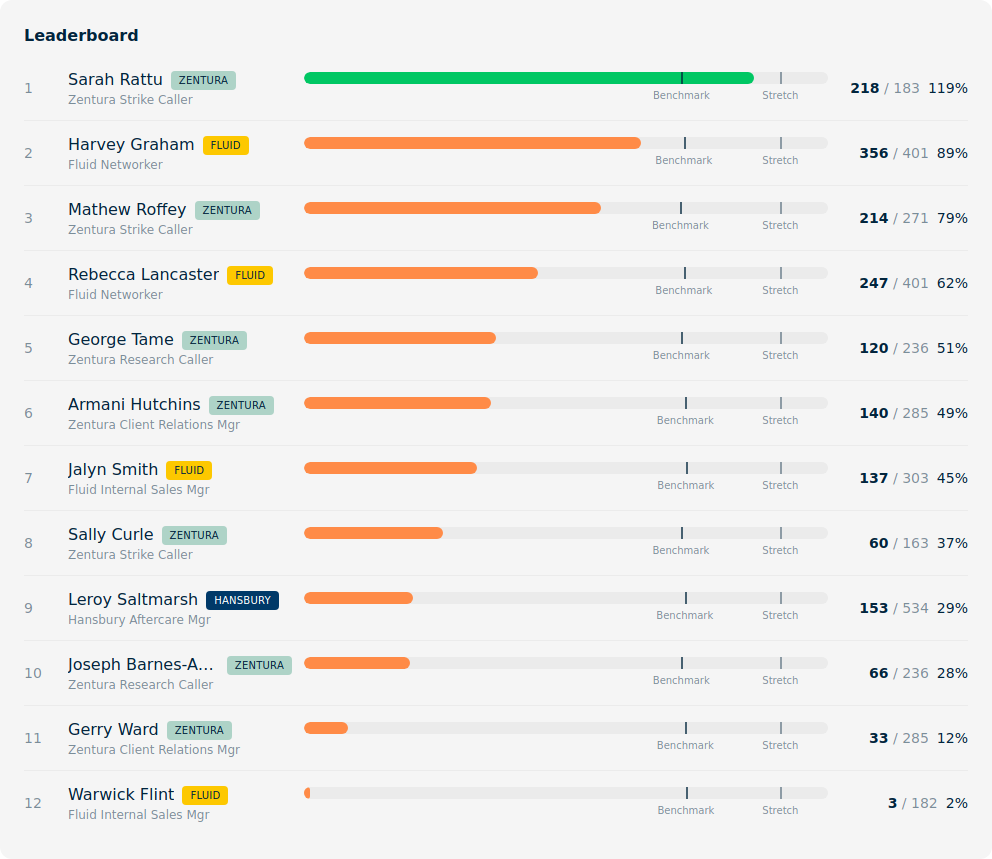 Leaderboard
1 Sarah Rattu ZENTURA 218 / 183 119%
Zentura Strike Caller Benchmark Stretch
2 Harvey Graham FLUID 356 / 401 89%
Fluid Networker Benchmark Stretch
3 Mathew Roffey ZENTURA 214 / 271 79%
Zentura Strike Caller Benchmark Stretch
4 Rebecca Lancaster FLUID 247 / 401 62%
Fluid Networker Benchmark Stretch
5 George Tame ZENTURA 120 / 236 51%
Zentura Research Caller Benchmark Stretch
6 Armani Hutchins ZENTURA 140 / 285 49%
Zentura Client Relations Mgr Benchmark Stretch
7 Jalyn Smith FLUID 137 / 303 45%
Fluid Internal Sales Mgr Benchmark Stretch
8 Sally Curle ZENTURA 60 / 163 37%
Zentura Strike Caller Benchmark Stretch
9 Leroy Saltmarsh HANSBURY 153 / 534 29%
Hansbury Aftercare Mgr Benchmark Stretch
10 Joseph Barnes-A... ZENTURA 66 / 236 28%
Zentura Research Caller Benchmark Stretch
11 Gerry Ward ZENTURA 33 / 285 12%
Zentura Client Relations Mgr Benchmark Stretch
12 Warwick Flint FLUID 3 / 182 2%
Fluid Internal Sales Mgr Benchmark Stretch